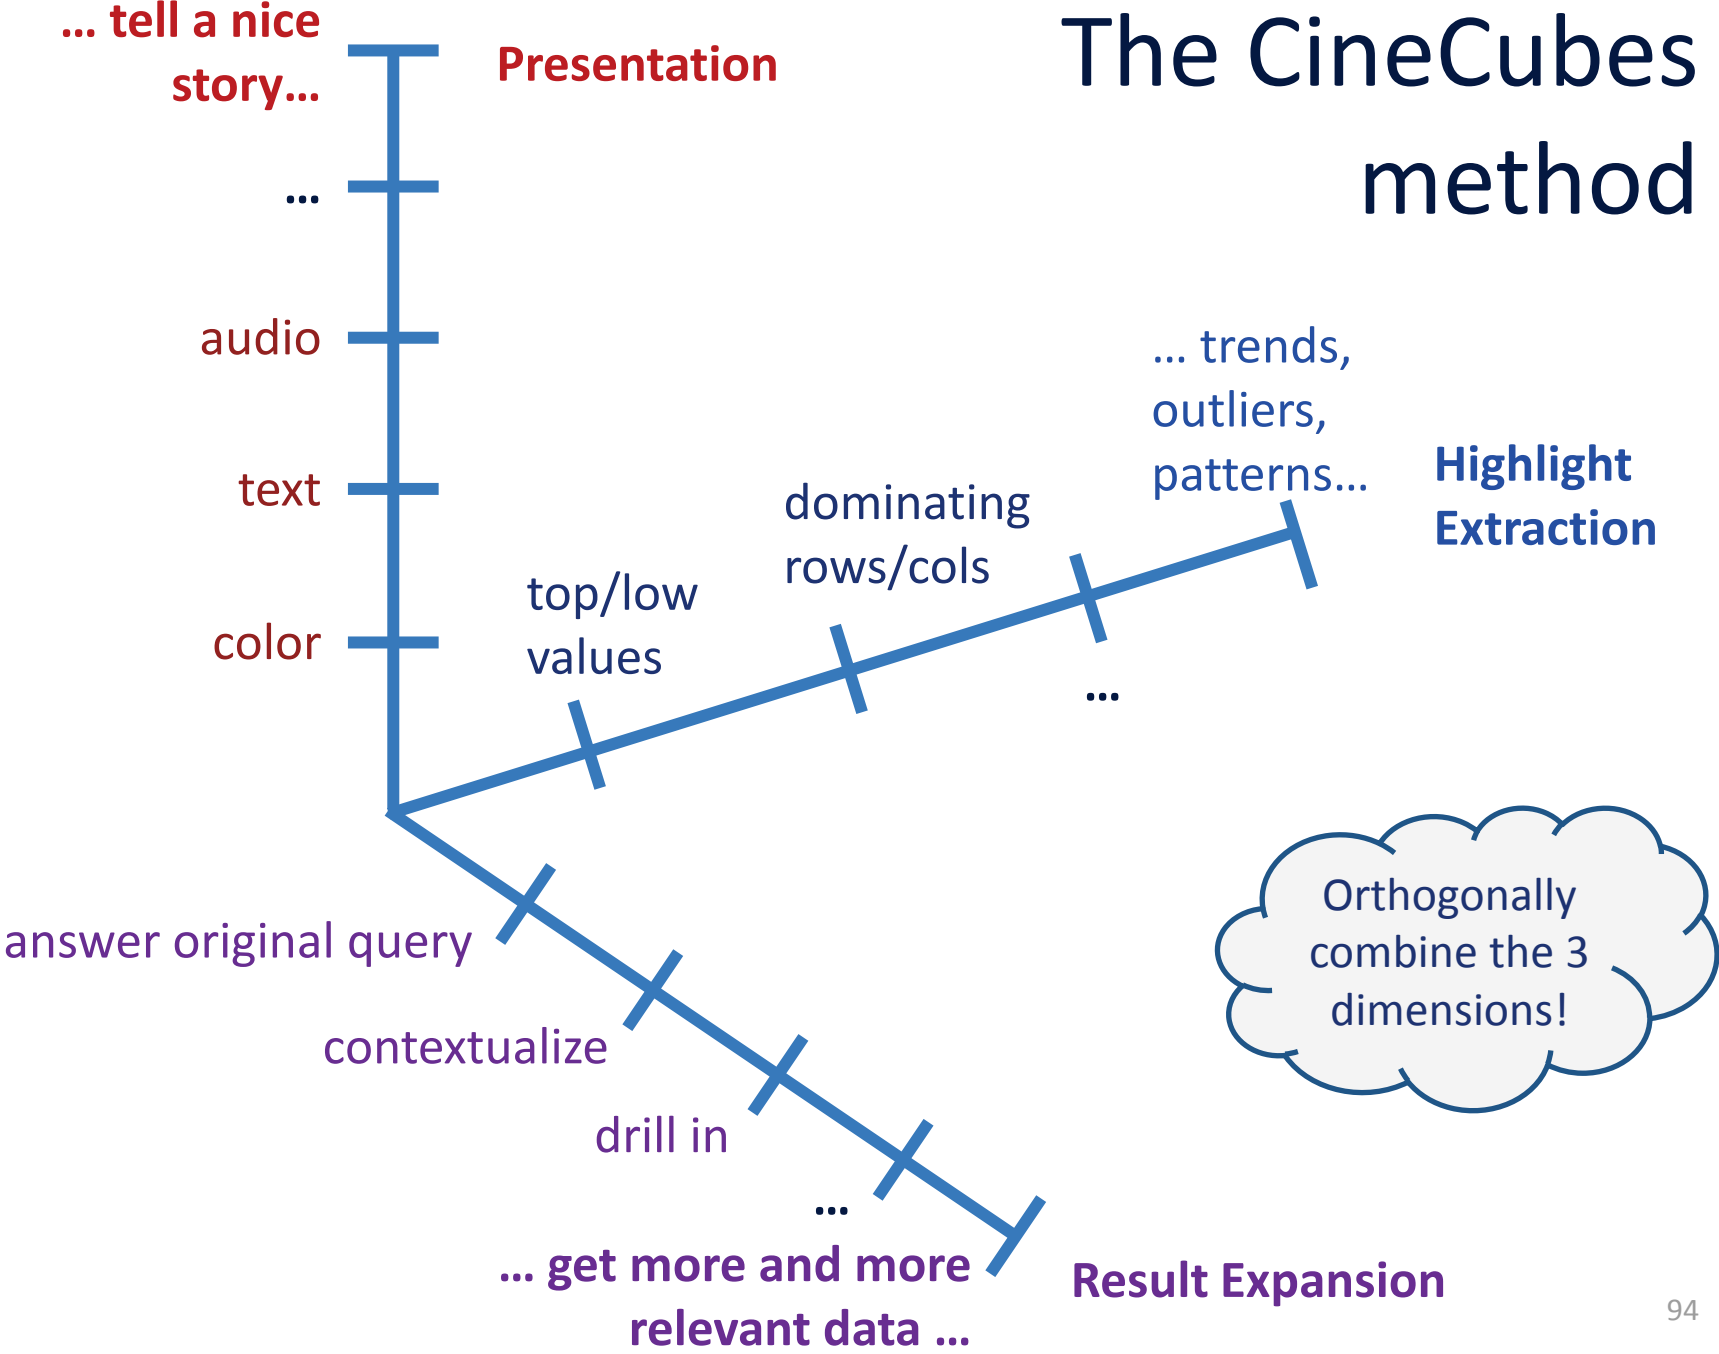 The CineCubes
method
… tell a nice
story…
Presentation
…
audio
text
color
… trends,
outliers,
patterns…
Highlight
Extraction
dominating
rows/cols
top/low
values
…
answer original query
contextualize
drill in
…
… get more and more
relevant data …
Result Expansion
Orthogonally
combine the 3
dimensions!
94